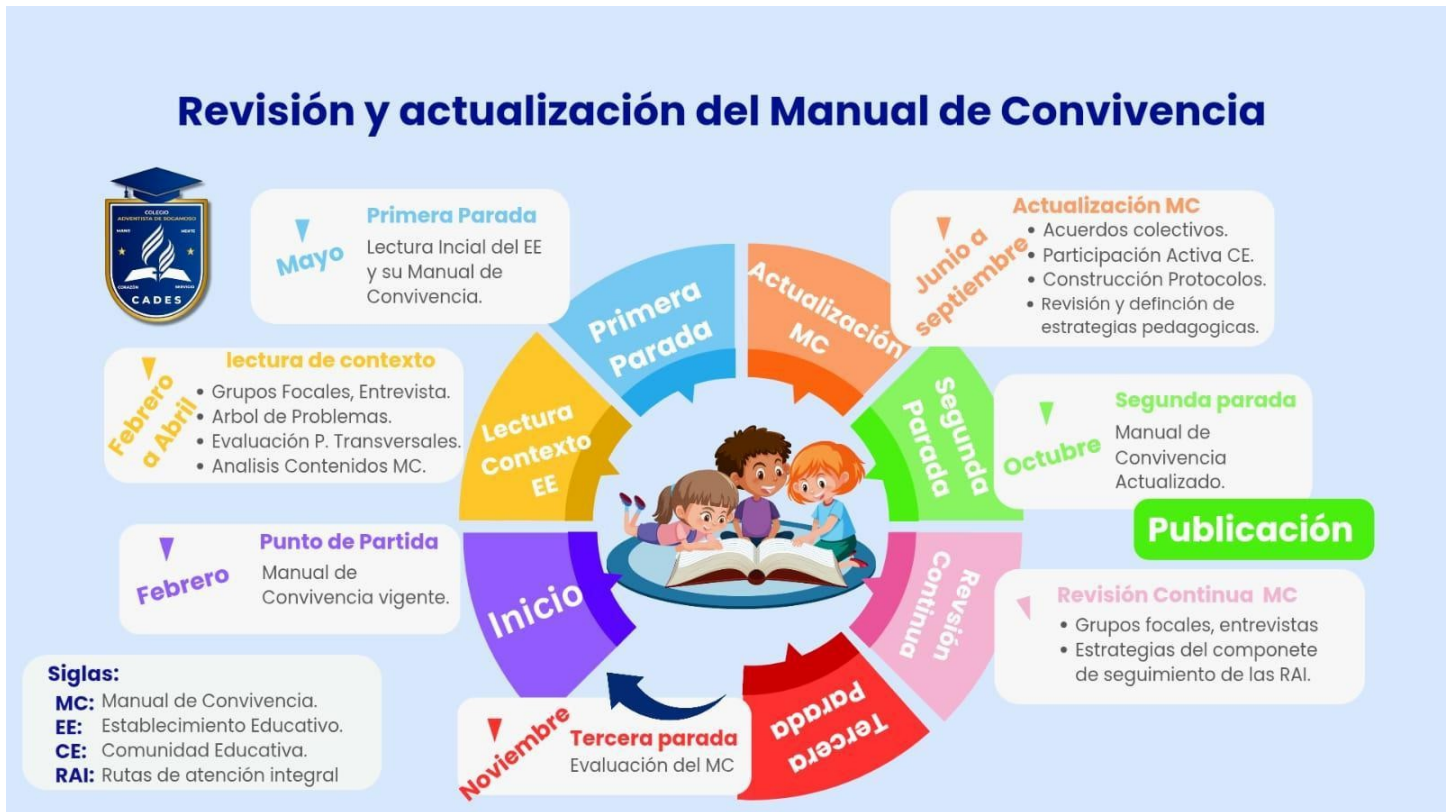 Revisión y actualización del Manual de Convivencia
COLEGIO
ADVENTISTA DE SOGAMOSO
MANO
MENTE
CORAZÓN
SERVICIO
CADES
Mayo
Primera Parada
Lectura Incial del EE
y su Manual de
Convivencia.
Febrero
a Abril
lectura de contexto
• Grupos Focales, Entrevista.
• Arbol de Problemas.
• Evaluación P. Transversales.
• Analisis Contenidos MC.
Febrero
Punto de Partida
Manual de
Convivencia vigente.
Siglas:
MC: Manual de Convivencia.
EE: Establecimiento Educativo.
CE: Comunidad Educativa.
RAI: Rutas de atención integral
Inicio
Lectura
Contexto
EE
Primera
Parada
Actualización
MC
Segunda
Parada
Revsión
Continua
Tercera
Parada
Junio a
septiembre
Actualización MC
• Acuerdos colectivos.
• Participación Activa CE.
• Construcción Protocolos.
• Revisión y definción de
estrategias pedagogicas.
Octubre
Segunda parada
Manual de
Convivencia
Actualizado.
Publicación
Revisión Continua MC
• Grupos focales, entrevistas
• Estrategias del componete
de seguimiento de las RAI.
Noviembre
Tercera parada
Evaluación del MC